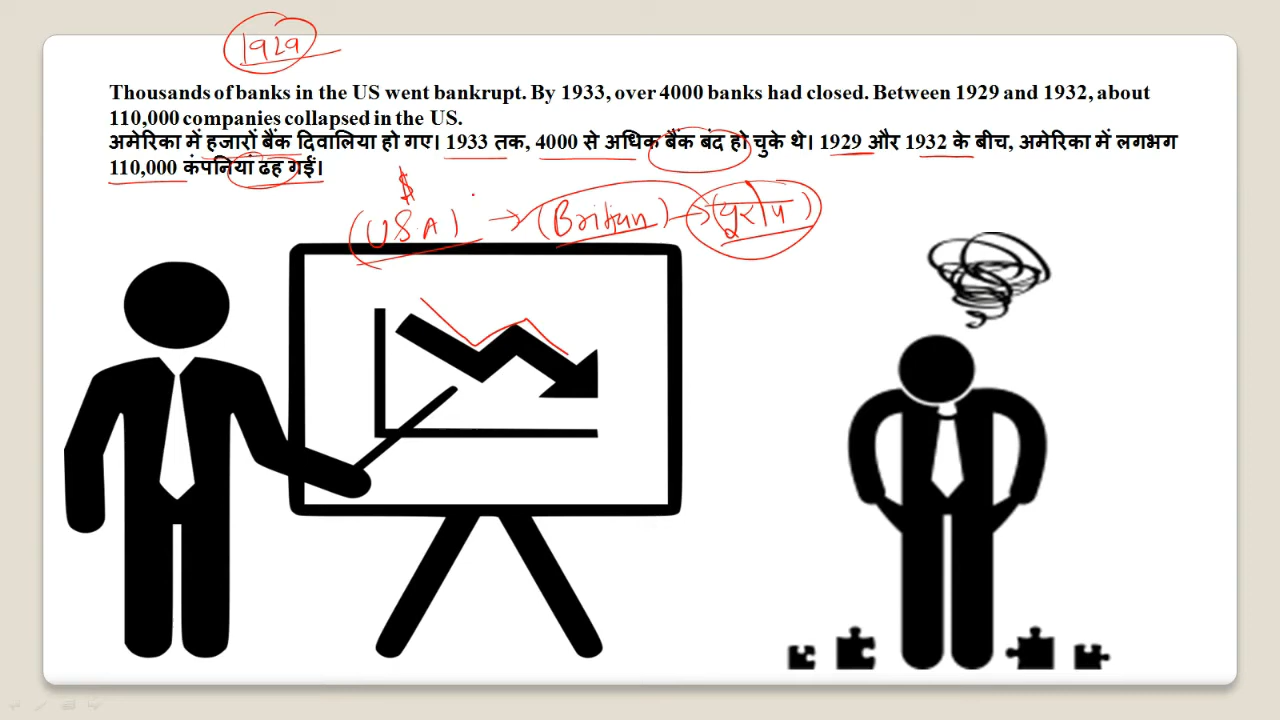 1929
Thousands of banks in the US went bankrupt. By 1933, over 4000 banks had closed. Between 1929 and 1932, about
110,000 companies collapsed in the US.
अमेरिका में हजारों बैंक दिवालिया हो गए। 1933 तक, 4000 से अधिक बैंक बंद हो चुके थे। 1929 और 1932 के बीच, अमेरिका में लगभग
110,000 कंपनियां ढह गईं।
$
(USA) → (Britain) → (यूरोप)